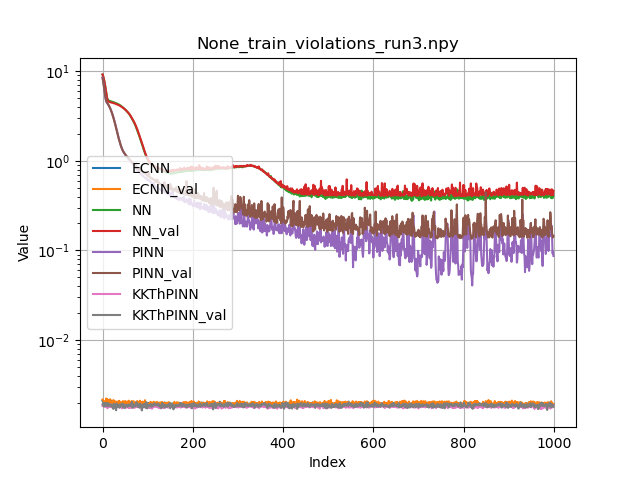 None_train_violations_run3.npy
10^1
10^0
10^-1
10^-2
Value
ECNN
ECNN_val
NN
NN_val
PINN
PINN_val
KKThPINN
KKThPINN_val
0 200 400 600 800 1000
Index